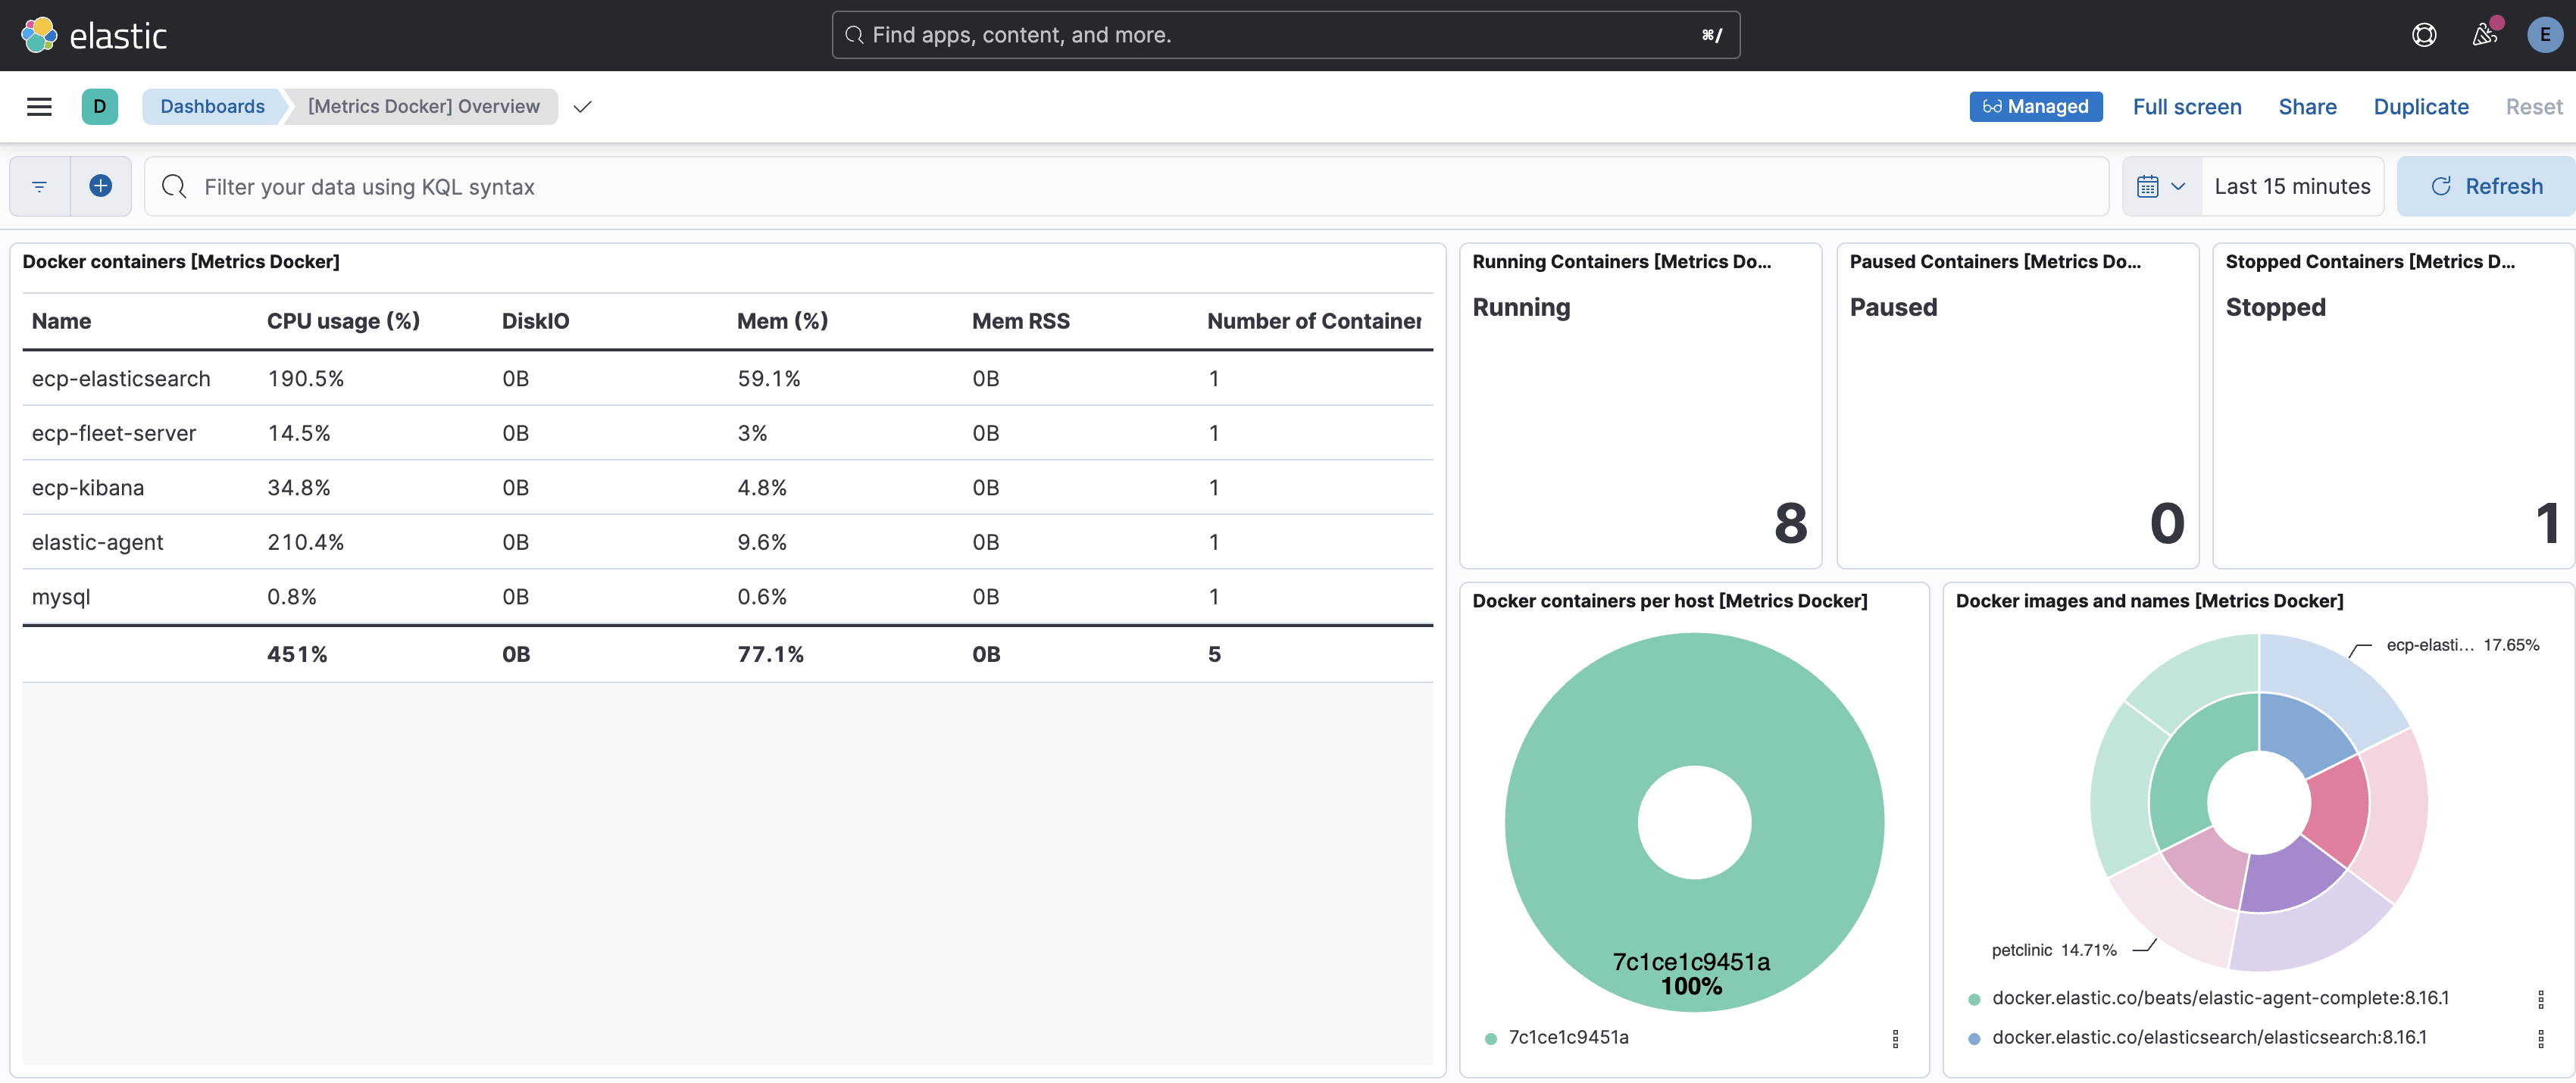 elastic
Find apps, content, and more.
⌘/
E
D
Dashboards
[Metrics Docker] Overview
Managed
Full screen
Share
Duplicate
Reset
Filter your data using KQL syntax
Last 15 minutes
Refresh
Docker containers [Metrics Docker]
Name CPU usage (%) DiskIO Mem (%) Mem RSS Number of Container
ecp-elasticsearch 190.5% 0B 59.1% 0B 1
ecp-fleet-server 14.5% 0B 3% 0B 1
ecp-kibana 34.8% 0B 4.8% 0B 1
elastic-agent 210.4% 0B 9.6% 0B 1
mysql 0.8% 0B 0.6% 0B 1
451% 0B 77.1% 0B 5
Running Containers [Metrics Do...
Running
8
Paused Containers [Metrics Do...
Paused
0
Stopped Containers [Metrics D...
Stopped
1
Docker containers per host [Metrics Docker]
7c1ce1c9451a
100%
7c1ce1c9451a
Docker images and names [Metrics Docker]
ecp-elasti... 17.65%
petclinic 14.71%
docker.elastic.co/beats/elastic-agent-complete:8.16.1
docker.elastic.co/elasticsearch/elasticsearch:8.16.1